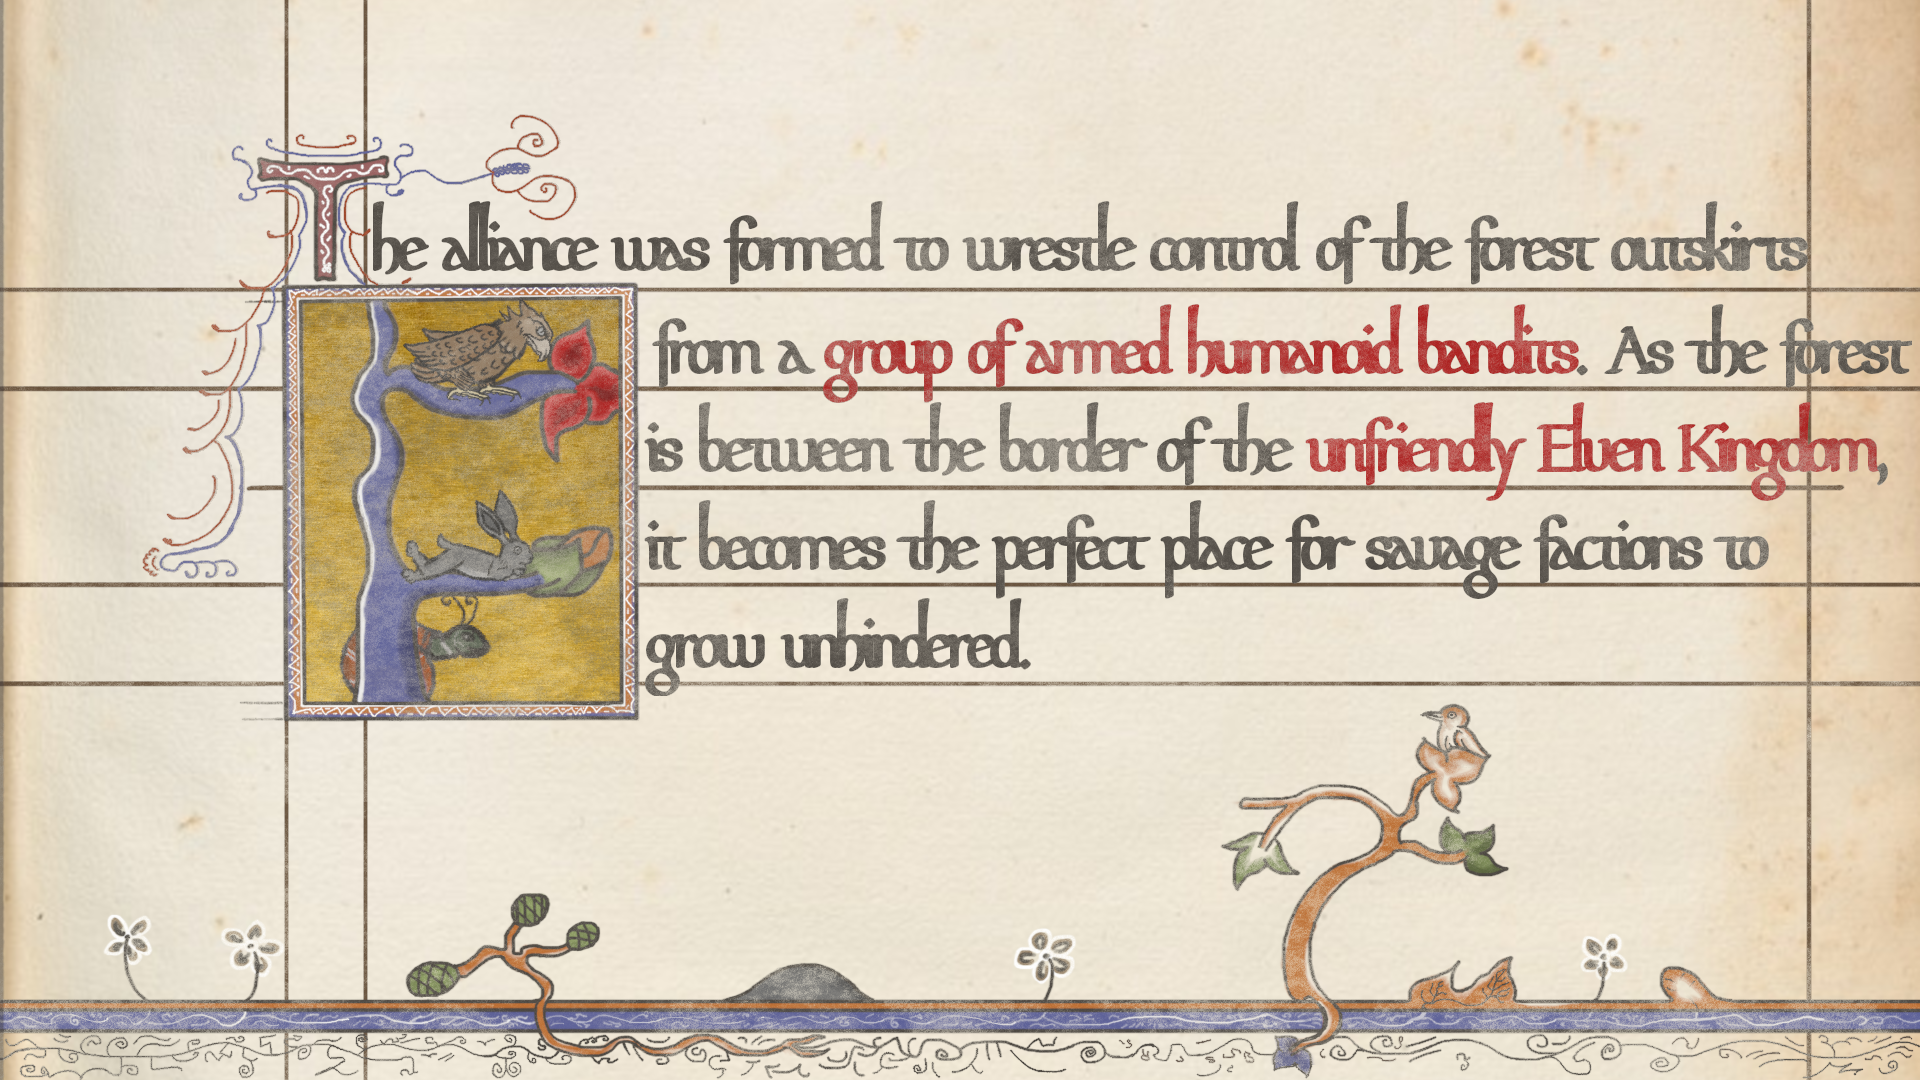 The alliance was formed to wrestle control of the forest outskirts
from a group of armed humanoid bandits. As the forest
is between the border of the unfriendly Elven Kingdom,
it becomes the perfect place for savage factions to
grow unhindered.